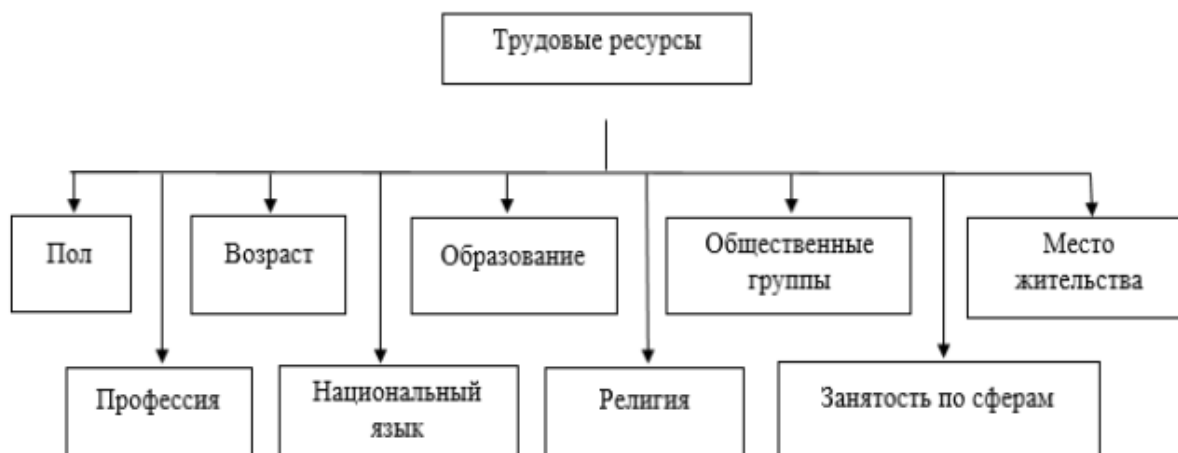 Трудовые ресурсы
Пол
Возраст
Образование
Общественные
группы
Место
жительства
Профессия
Национальный
язык
Религия
Занятость по сферам